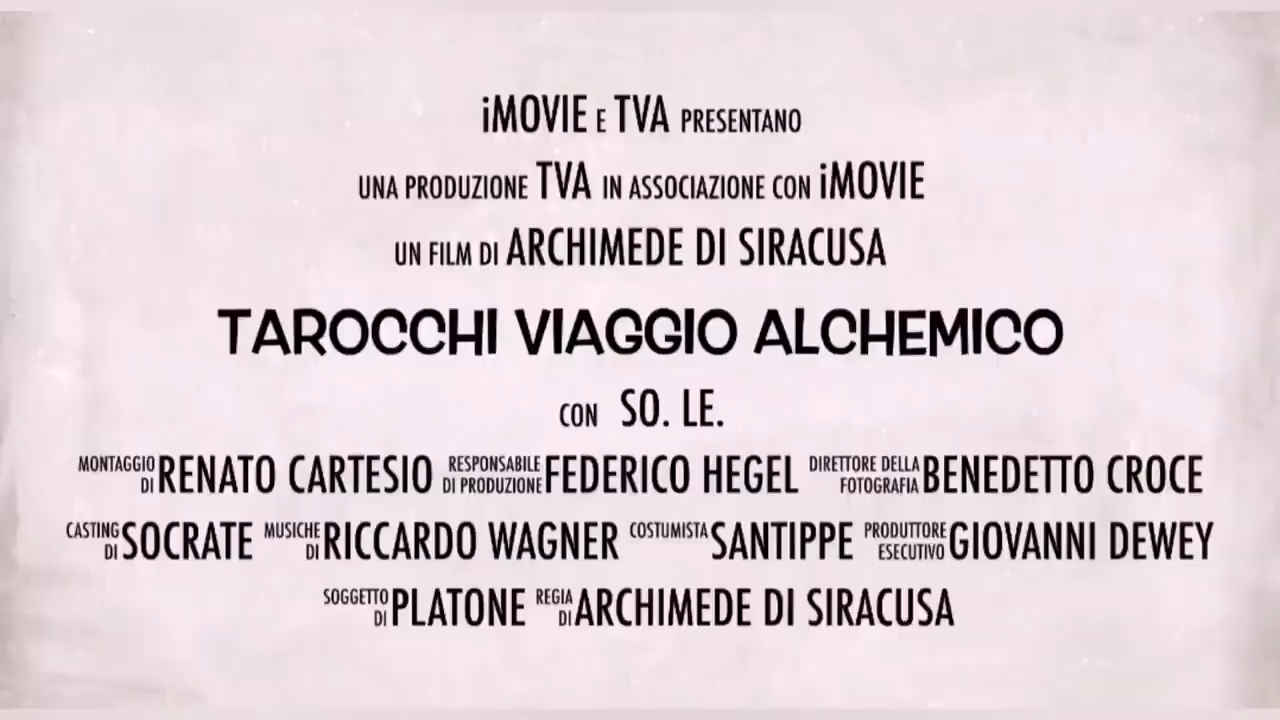 iMOVIE E TVA PRESENTANO
UNA PRODUZIONE TVA IN ASSOCIAZIONE CON iMOVIE
UN FILM DI ARCHIMEDE DI SIRACUSA
TAROCCHI VIAGGIO ALCHEMICO
CON SO. LE.
MONTAGGIO DI RENATO CARTESIO RESPONSABILE DI PRODUZIONE FEDERICO HEGEL DIRETTORE DELLA FOTOGRAFIA BENEDETTO CROCE
CASTING DI SOCRATE MUSICHE DI RICCARDO WAGNER COSTUMISTA SANTIPPE PRODUTTORE ESECUTIVO GIOVANNI DEWEY
SOGGETTO DI PLATONE REGIA DI ARCHIMEDE DI SIRACUSA